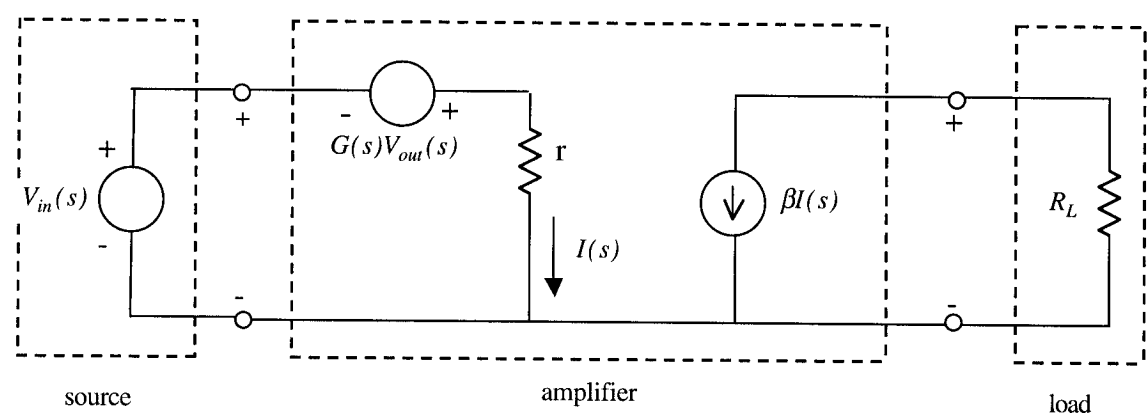 + - + +
G(s)V_out(s) r
+ V_in(s) - βI(s) R_L
I(s)
- -
source amplifier load